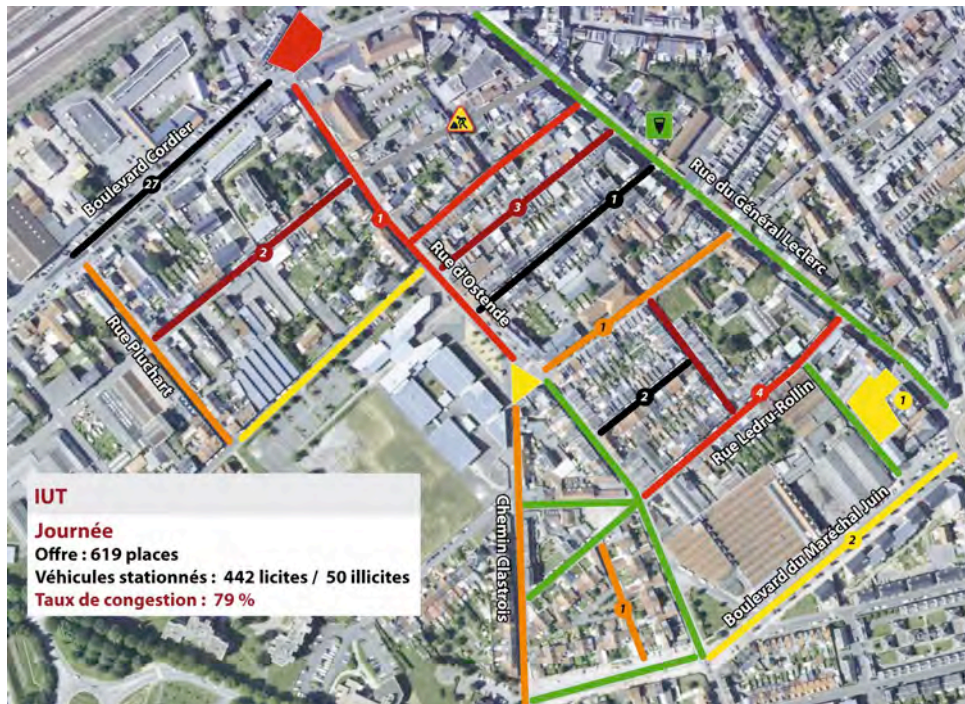 Boulevard Cordier
27
2
1
3
1
Rue du Général Leclerc
Rue d'Ostende
Rue Pluchart
1
2
4
Rue Ledru-Rollin
1
2
Boulevard du Maréchal Juin
Chemin Clastrois
1
IUT
Journée
Offre : 619 places
Véhicules stationnés : 442 licites / 50 illicites
Taux de congestion : 79 %